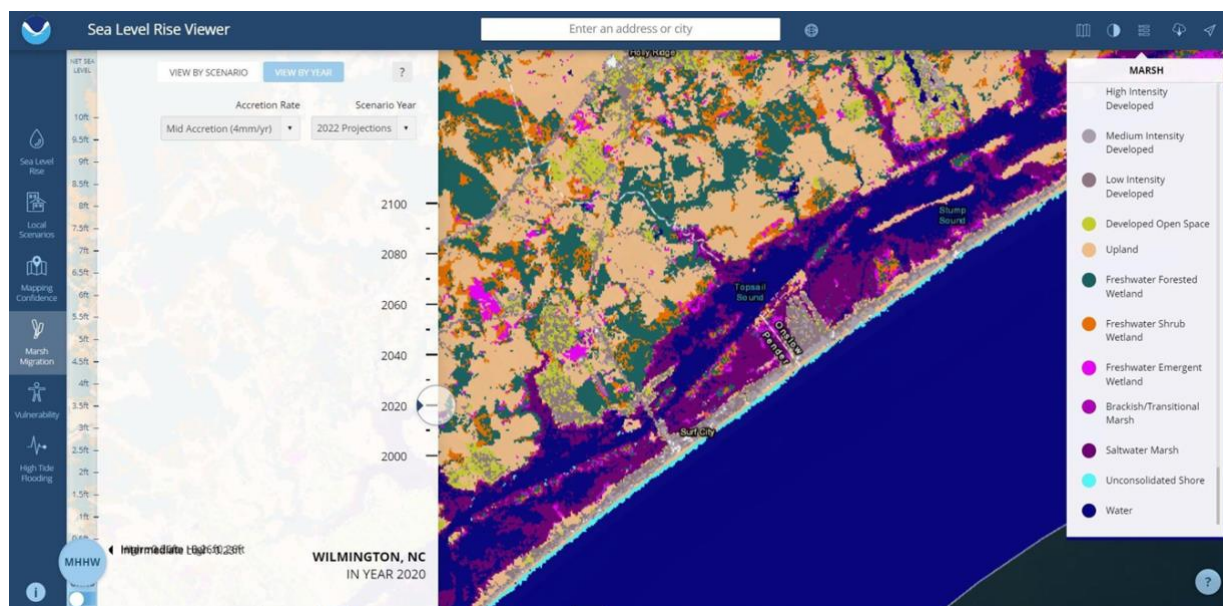 Sea Level Rise Viewer
Enter an address or city
NET SEA
LEVEL
VIEW BY SCENARIO
VIEW BY YEAR
?
Accretion Rate
Scenario Year
Mid Accretion (4mm/yr)
2022 Projections
10ft
9.5ft
9ft
8.5ft
8ft
7.5ft
7ft
6.5ft
6ft
5.5ft
5ft
4.5ft
4ft
3.5ft
3ft
2.5ft
2ft
1.5ft
1ft
Sea Level
Rise
Local
Scenarios
Mapping
Confidence
Marsh
Migration
Vulnerability
High Tide
Flooding
MHHW
2100
2080
2060
2040
2020
2000
WILMINGTON, NC
IN YEAR 2020
Holly Ridge
Stump
Sound
Topsail
Sound
Onslow
Pender
Surf City
MARSH
High Intensity
Developed
Medium Intensity
Developed
Low Intensity
Developed
Developed Open Space
Upland
Freshwater Forested
Wetland
Freshwater Shrub
Wetland
Freshwater Emergent
Wetland
Brackish/Transitional
Marsh
Saltwater Marsh
Unconsolidated Shore
Water
i
?